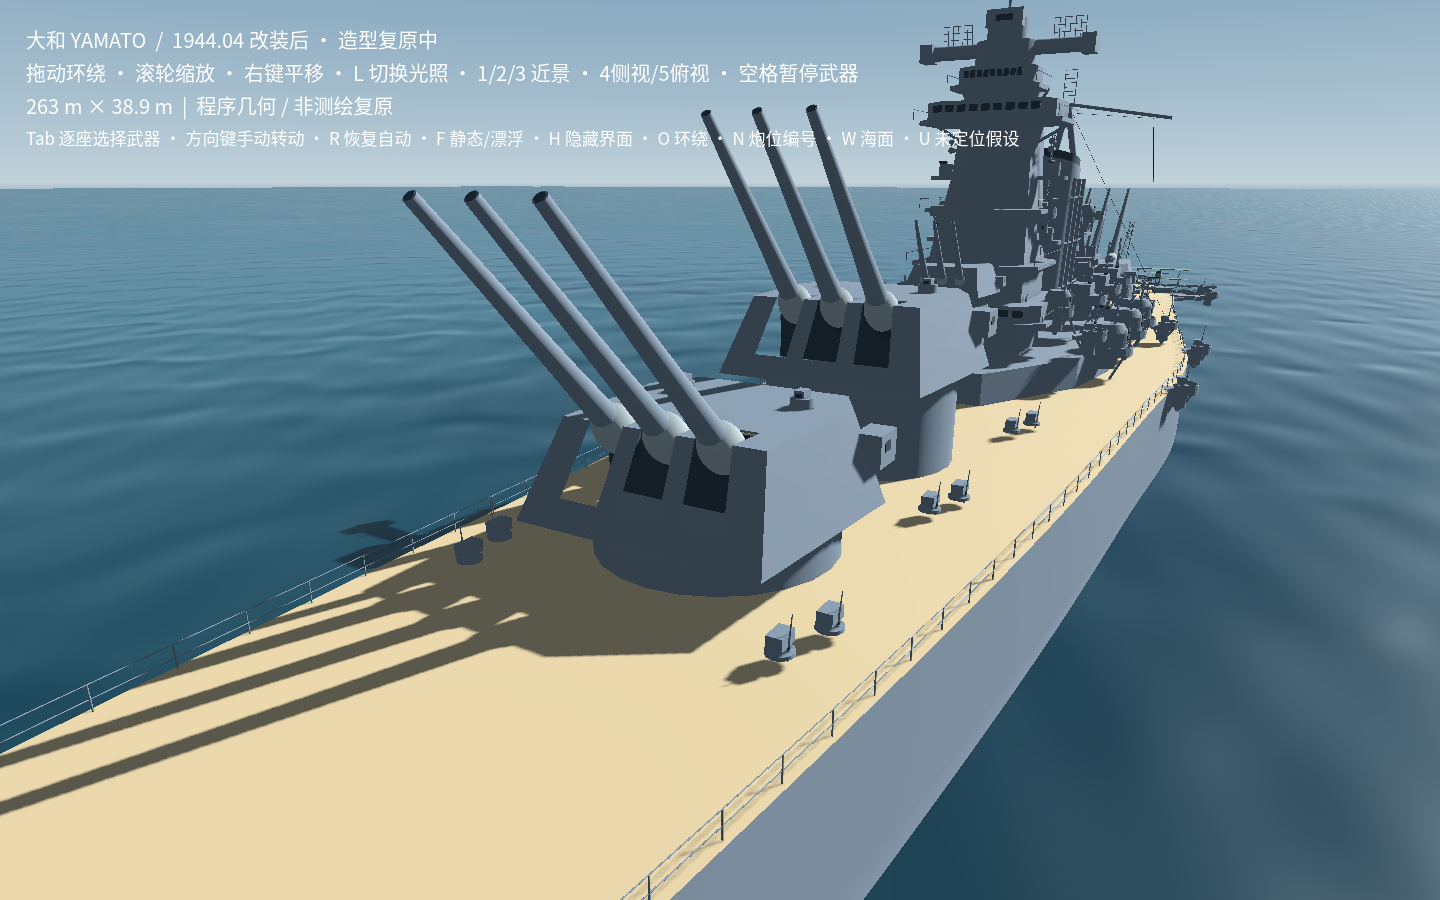 大和 YAMATO / 1944.04 改装后 · 造型复原中
拖动环绕 · 滚轮缩放 · 右键平移 · L 切换光照 · 1/2/3 近景 · 4侧视/5俯视 · 空格暂停武器
263 m × 38.9 m | 程序几何 / 非测绘复原
Tab 逐座选择武器 · 方向键手动转动 · R 恢复自动 · F 静态/漂浮 · H 隐藏界面 · O 环绕 · N 炮位编号 · W 海面 · U 未定位假设